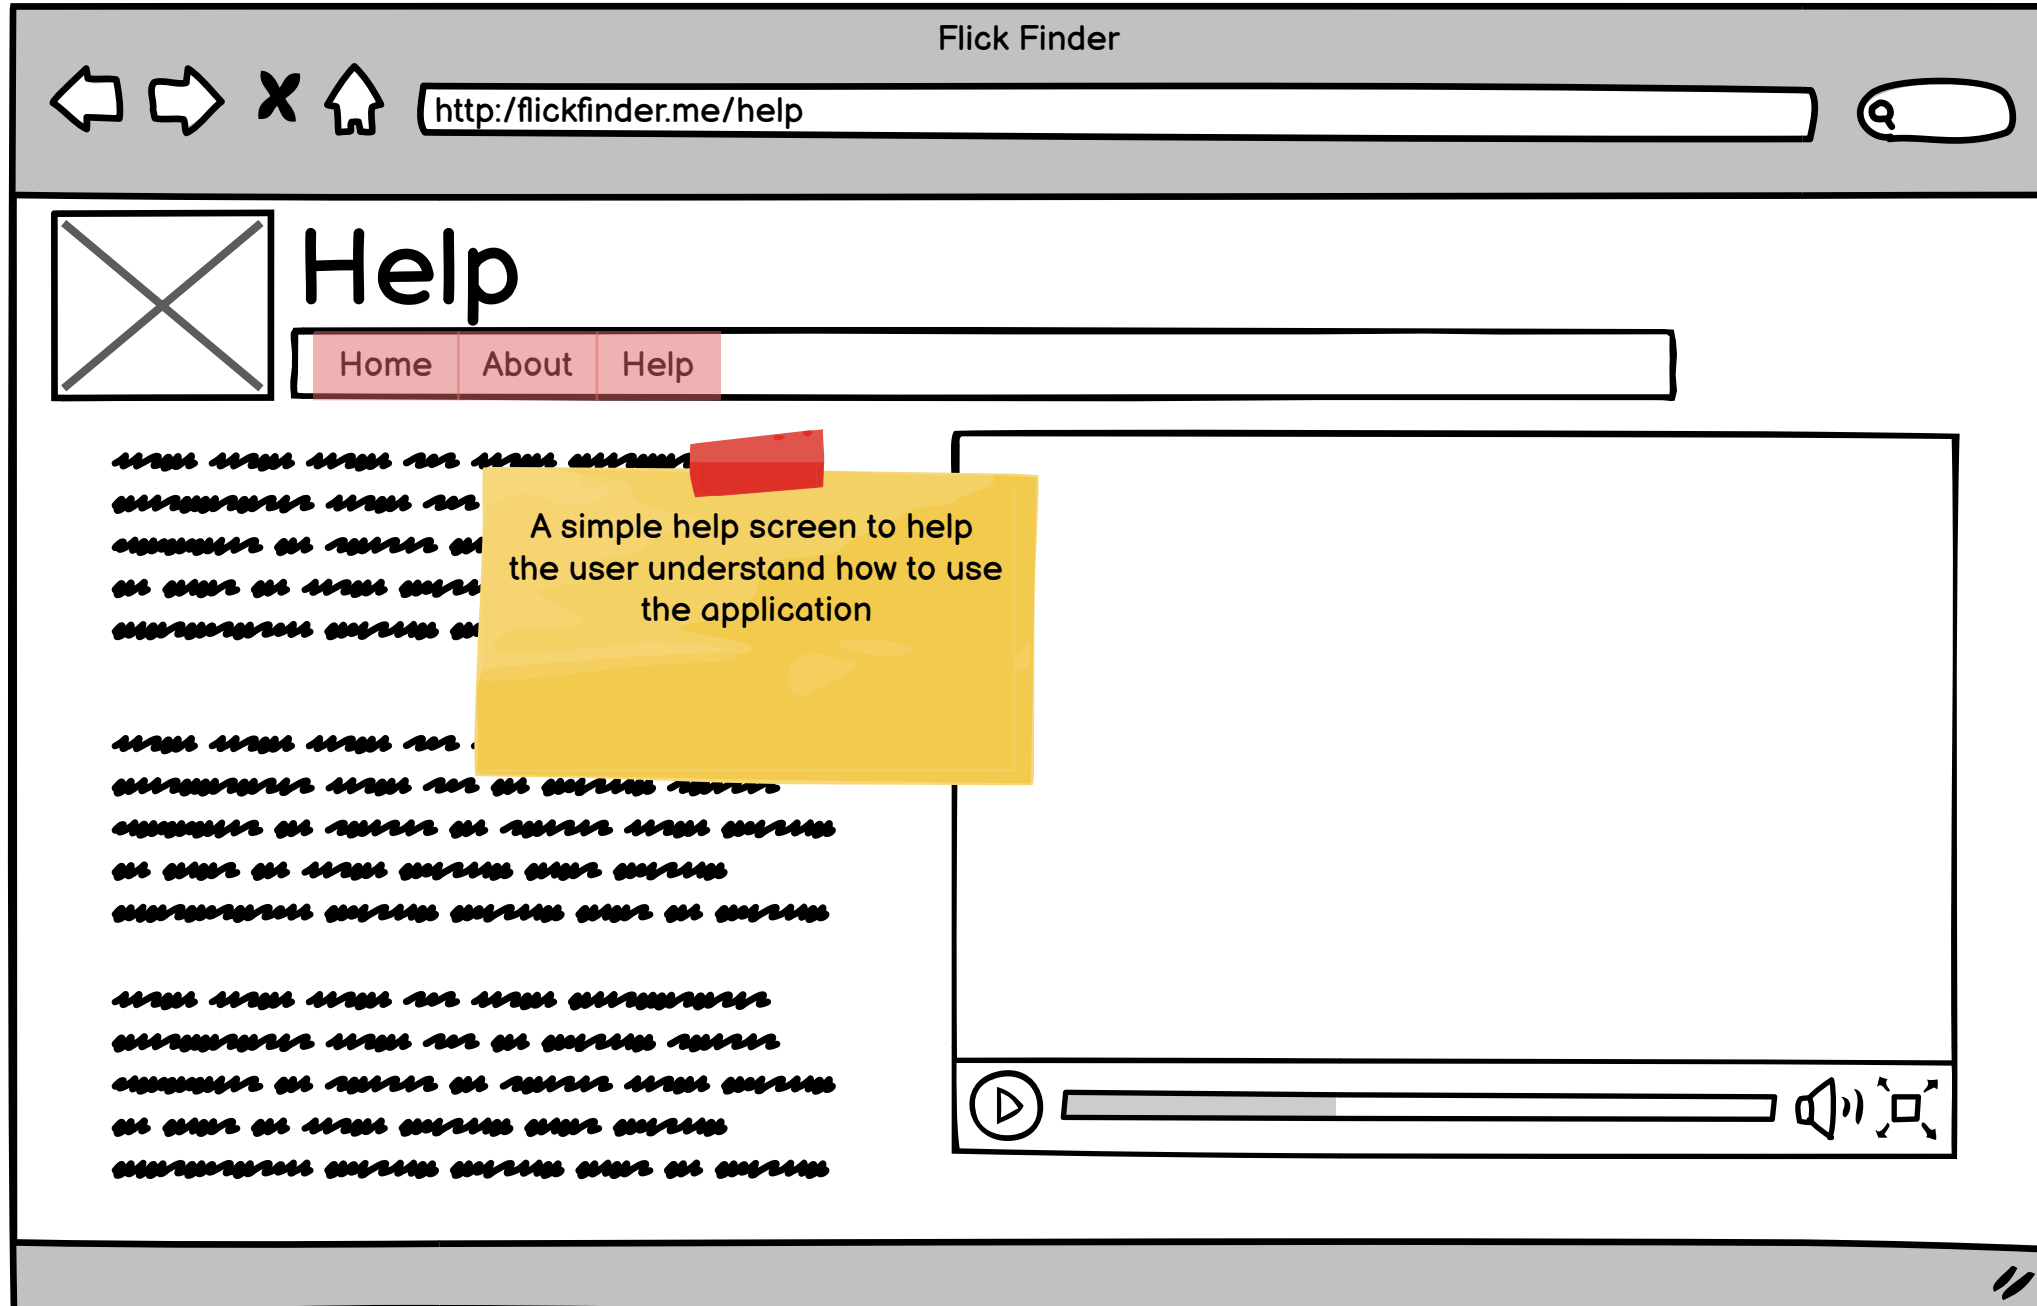 Flick Finder
http:/flickfinder.me/help
Help
Home About Help
A simple help screen to help
the user understand how to use
the application